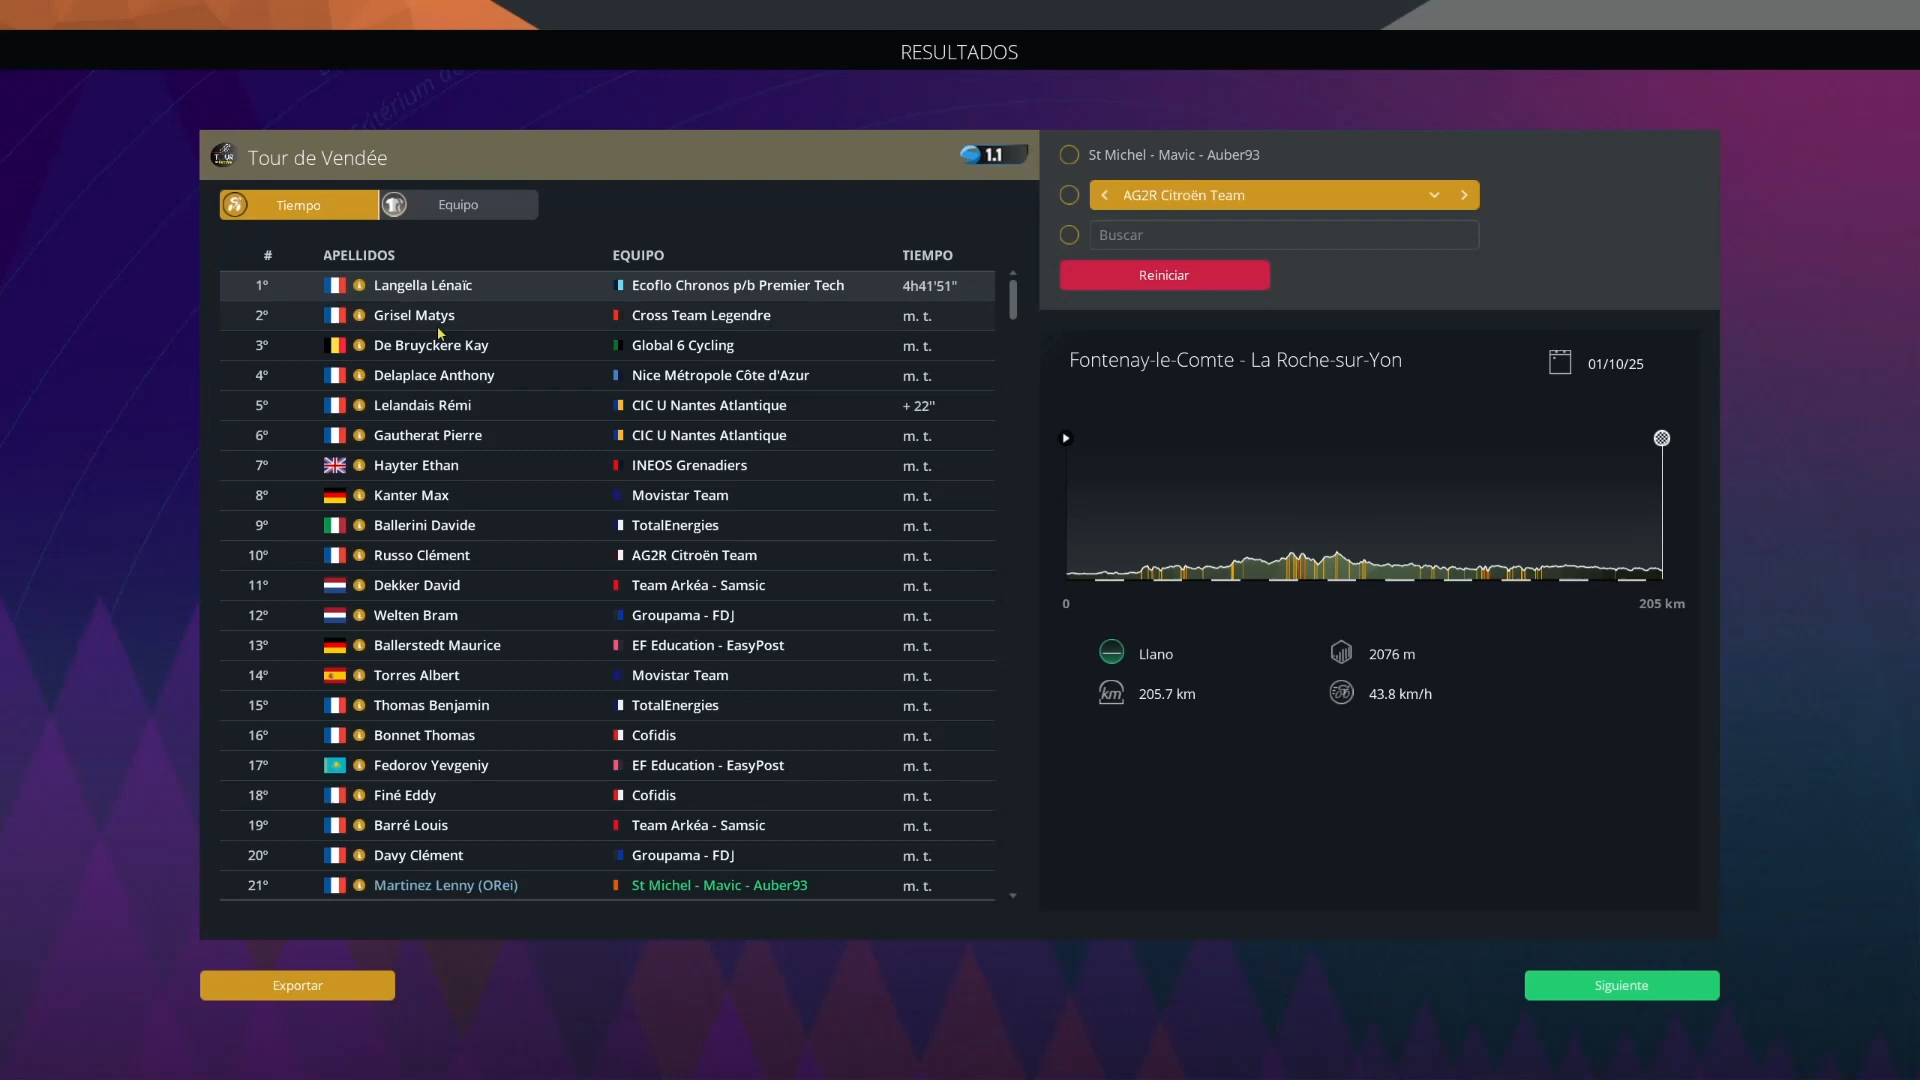 RESULTADOS
Tour de Vendée
1.1
Tiempo
Equipo
# APELLIDOS EQUIPO TIEMPO
1º Langella Lénaïc Ecoflo Chronos p/b Premier Tech 4h41'51''
2º Grisel Matys Cross Team Legendre m. t.
3º De Bruyckere Kay Global 6 Cycling m. t.
4º Delaplace Anthony Nice Métropole Côte d'Azur m. t.
5º Lelandais Rémi CIC U Nantes Atlantique + 22''
6º Gautherat Pierre CIC U Nantes Atlantique m. t.
7º Hayter Ethan INEOS Grenadiers m. t.
8º Kanter Max Movistar Team m. t.
9º Ballerini Davide TotalEnergies m. t.
10º Russo Clément AG2R Citroën Team m. t.
11º Dekker David Team Arkéa - Samsic m. t.
12º Welten Bram Groupama - FDJ m. t.
13º Ballerstedt Maurice EF Education - EasyPost m. t.
14º Torres Albert Movistar Team m. t.
15º Thomas Benjamin TotalEnergies m. t.
16º Bonnet Thomas Cofidis m. t.
17º Fedorov Yevgeniy EF Education - EasyPost m. t.
18º Finé Eddy Cofidis m. t.
19º Barré Louis Team Arkéa - Samsic m. t.
20º Davy Clément Groupama - FDJ m. t.
21º Martinez Lenny (ORei) St Michel - Mavic - Auber93 m. t.
St Michel - Mavic - Auber93
AG2R Citroën Team
Buscar
Reiniciar
Fontenay-le-Comte - La Roche-sur-Yon
01/10/25
0
205 km
Llano
2076 m
km 205.7 km
43.8 km/h
Exportar
Siguiente